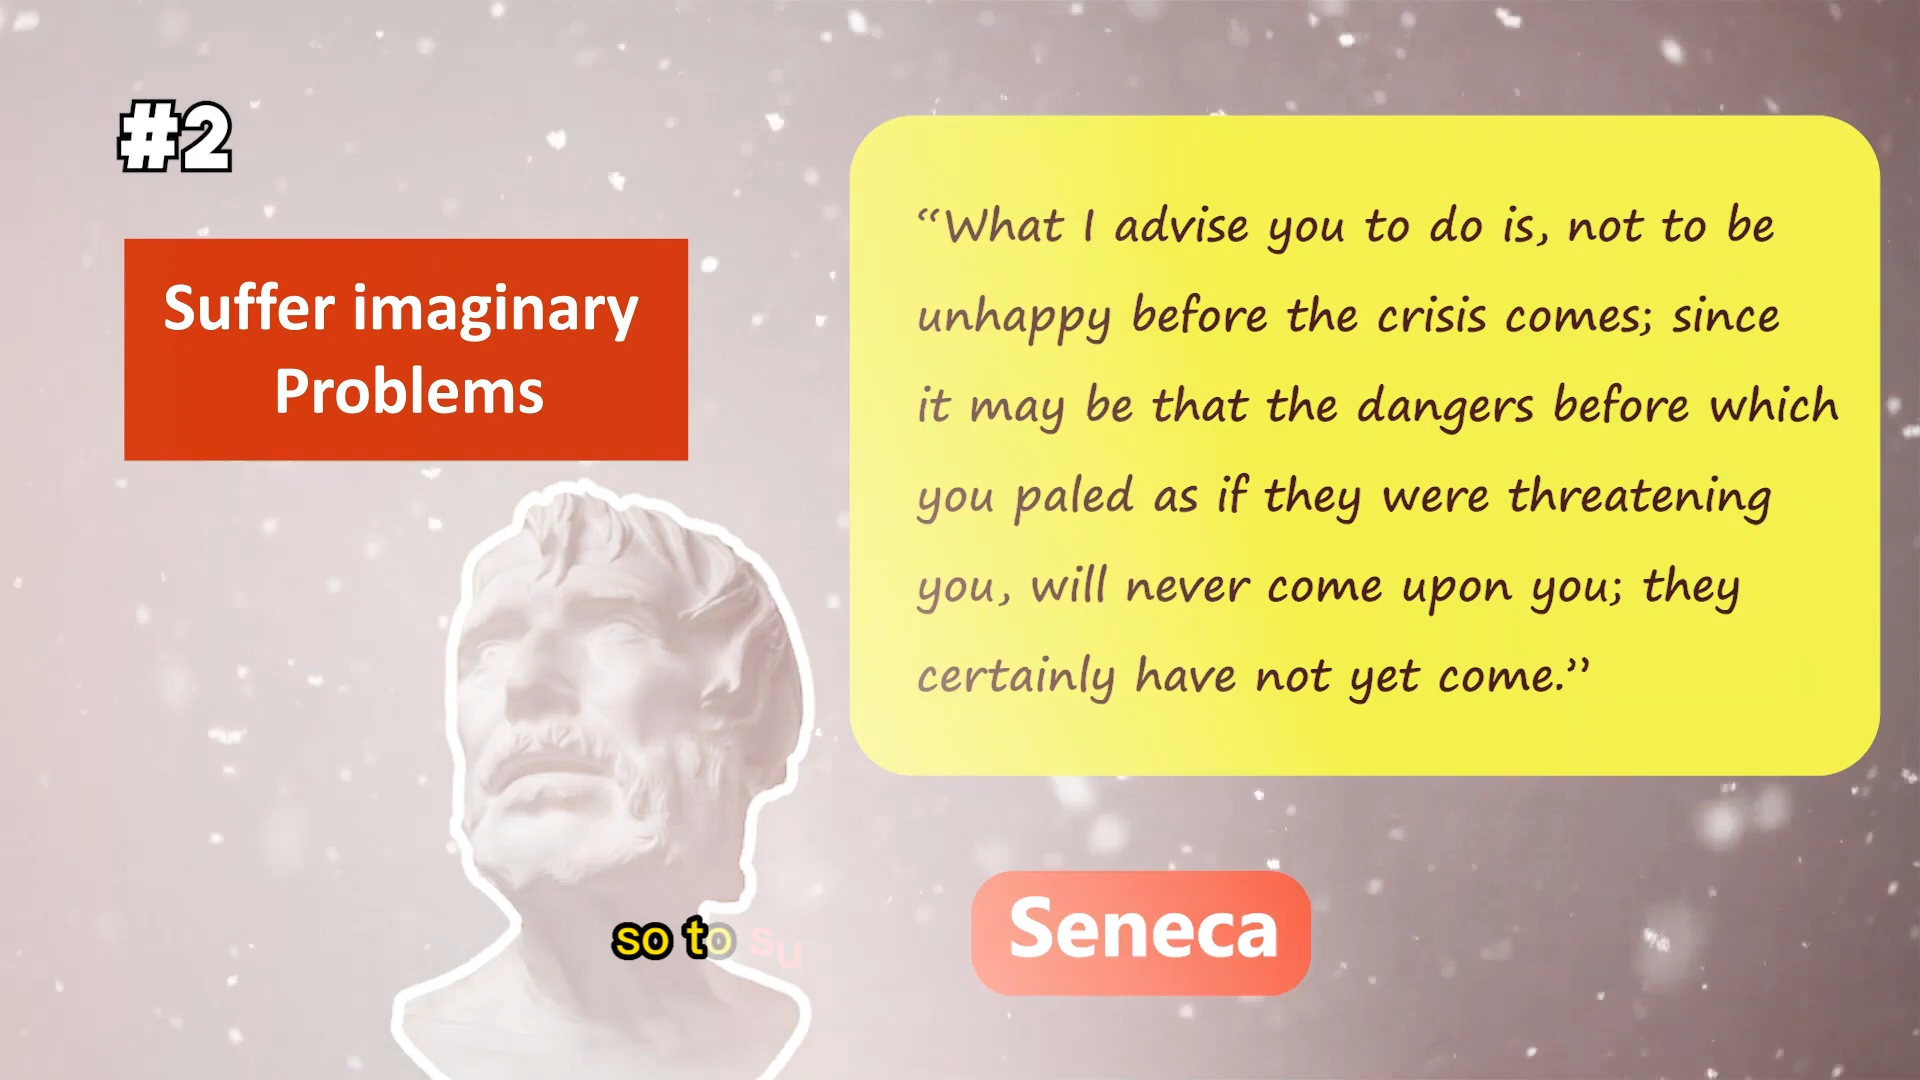 #2
Suffer imaginary
Problems
“What I advise you to do is, not to be
unhappy before the crisis comes; since
it may be that the dangers before which
you paled as if they were threatening
you, will never come upon you; they
certainly have not yet come.”
so to su
Seneca